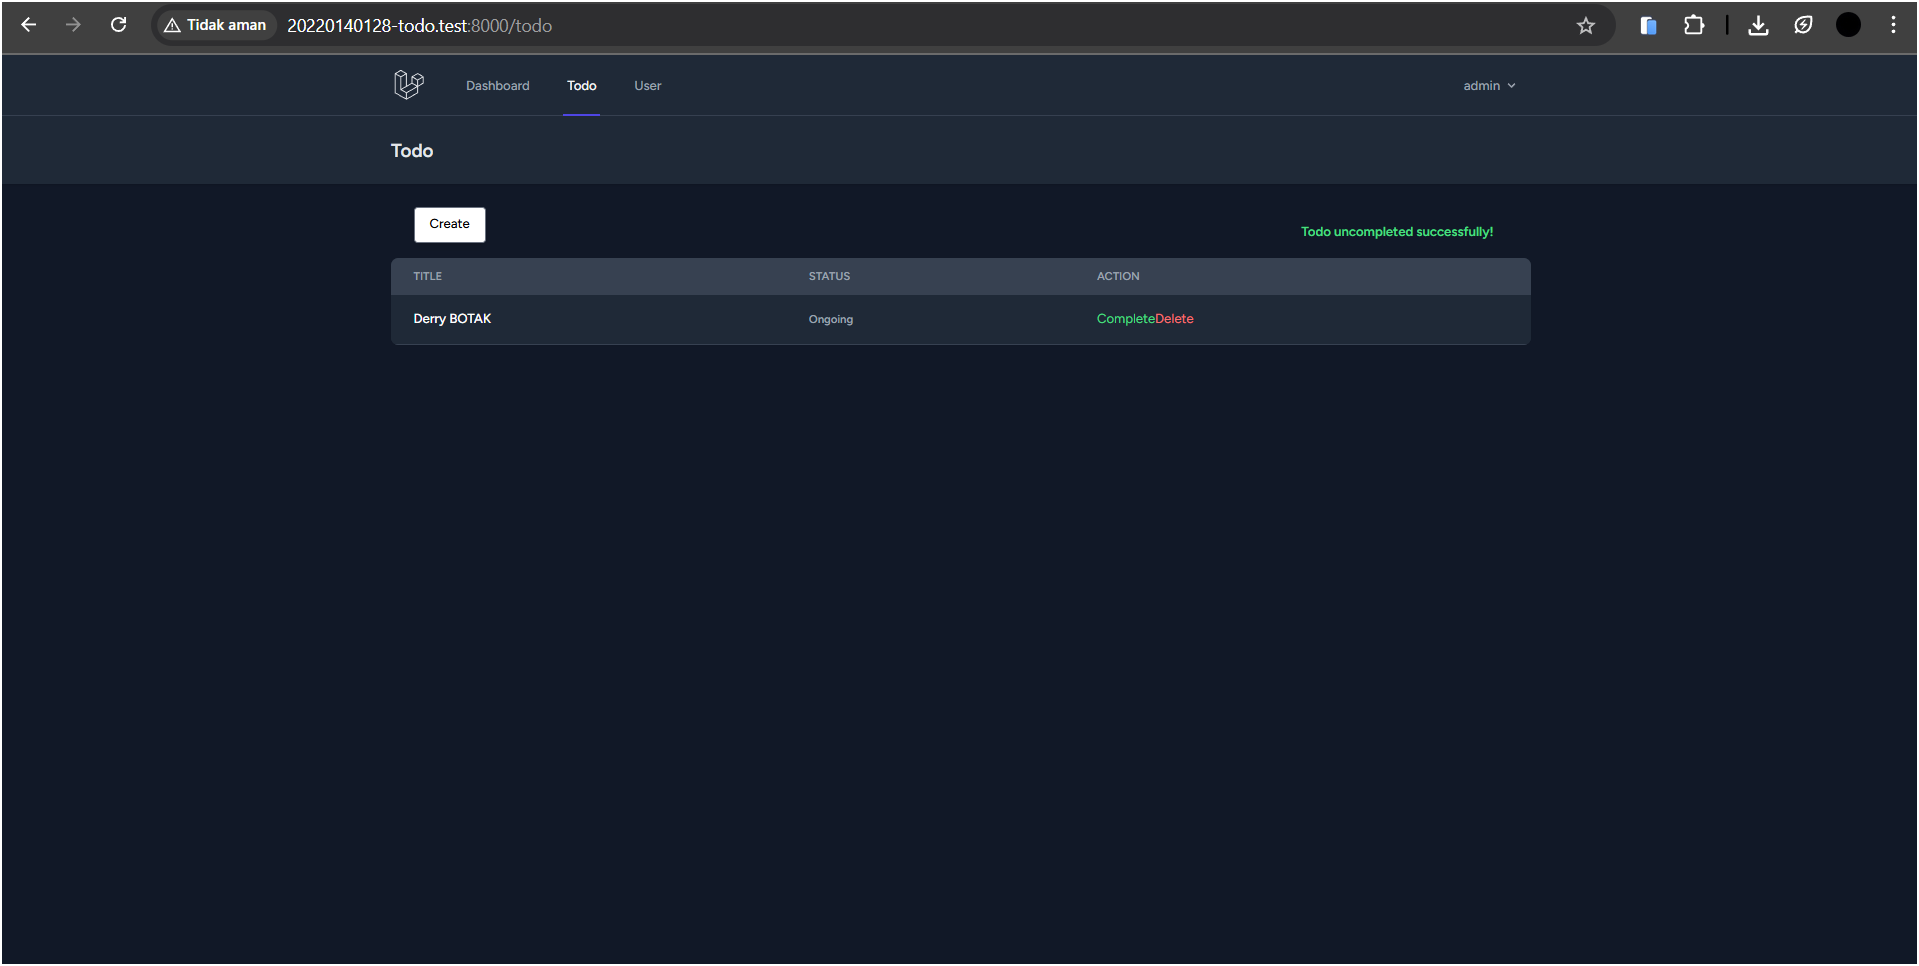 Tidak aman 20220140128-todo.test:8000/todo
Dashboard Todo User admin
Todo
Create
Todo uncompleted successfully!
TITLE STATUS ACTION
Derry BOTAK Ongoing CompleteDelete